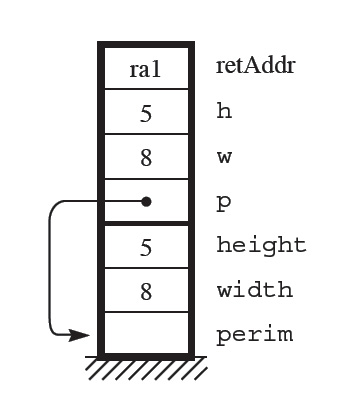 ra1 retAddr
5 h
8 w
p
5 height
8 width
perim